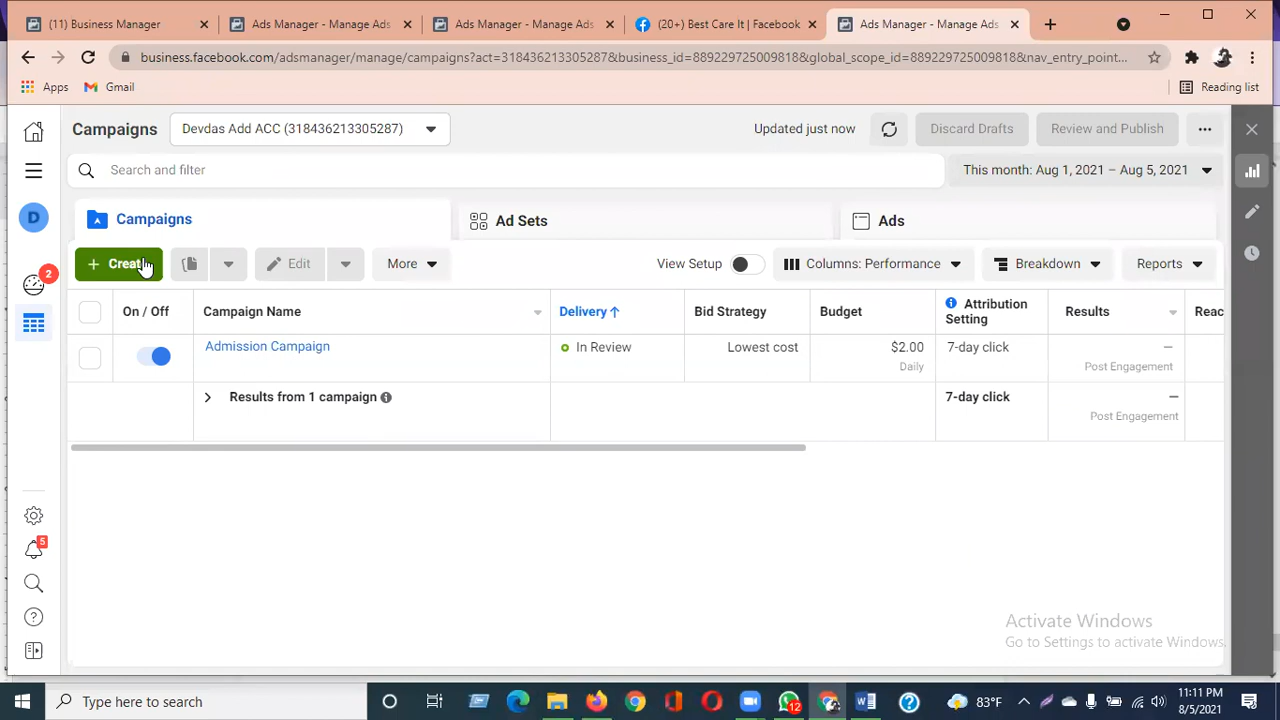 (11) Business Manager
Ads Manager - Manage Ads
Ads Manager - Manage Ads
(20+) Best Care It | Facebook
Ads Manager - Manage Ads
business.facebook.com/adsmanager/manage/campaigns?act=318436213305287&business_id=889229725009818&global_scope_id=889229725009818&nav_entry_point...
Apps
Gmail
Reading list
Campaigns
Devdas Add ACC (318436213305287)
Updated just now
Discard Drafts
Review and Publish
Search and filter
This month: Aug 1, 2021 – Aug 5, 2021
D
Campaigns
Ad Sets
Ads
2
+ Create
Edit
More
View Setup
Columns: Performance
Breakdown
Reports
On / Off
Campaign Name
Delivery ↑
Bid Strategy
Budget
Attribution
Setting
Results
Reac
Admission Campaign
In Review
Lowest cost
$2.00
Daily
7-day click
—
Post Engagement
Results from 1 campaign
7-day click
—
Post Engagement
5
Activate Windows
Go to Settings to activate Windows.
Type here to search
12
83°F
11:11 PM
8/5/2021